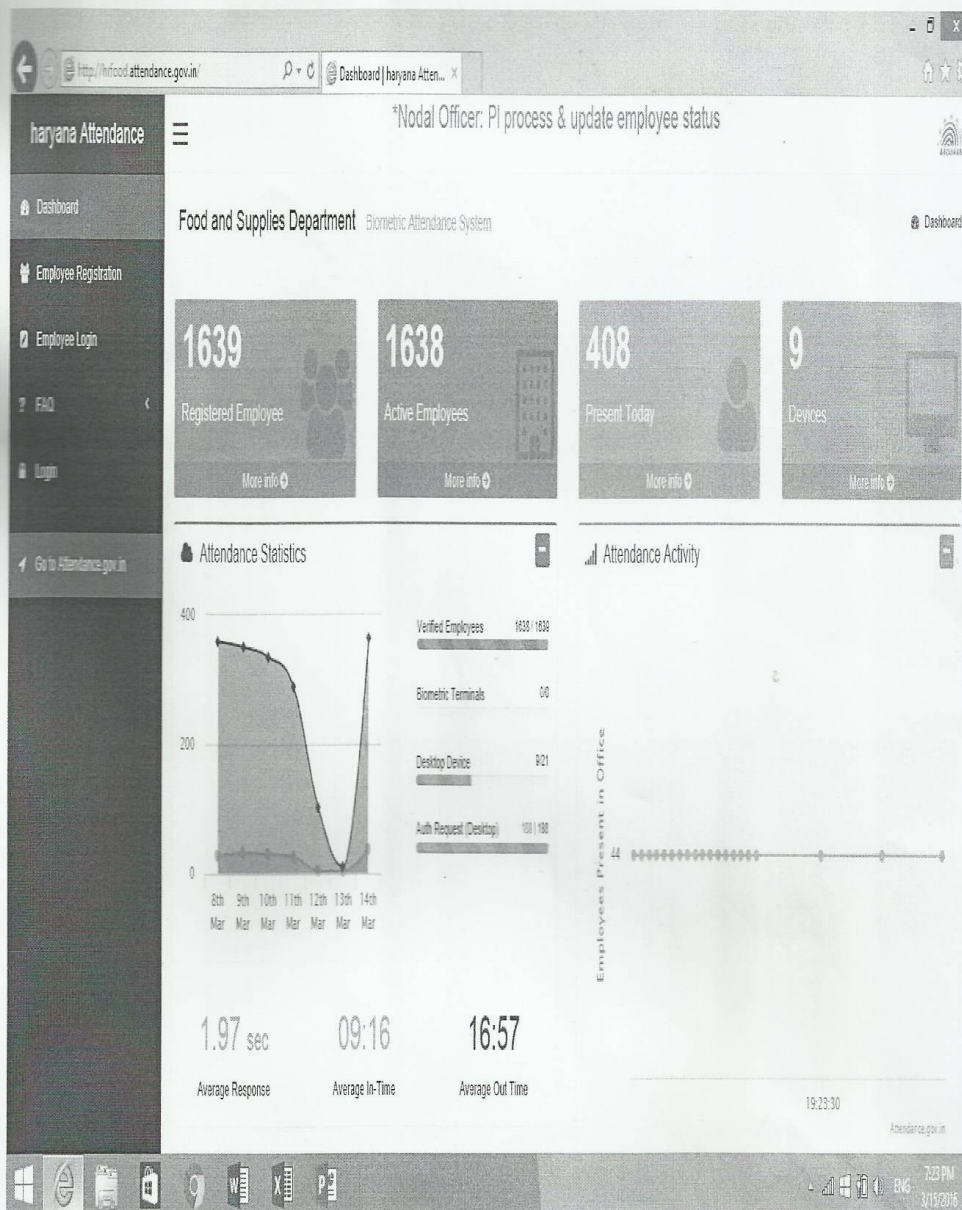 http://hrfood.attendance.gov.in/
Dashboard | haryana Atten...
haryana Attendance
*Nodal Officer: PI process & update employee status
AADHAAR
Dashboard
Employee Registration
Employee Login
FAQ
Login
Go to Attendance.gov.in
Food and Supplies Department Biometric Attendance System
Dashboard
1639
Registered Employee
More info
1638
Active Employees
More info
408
Present Today
More info
9
Devices
More info
Attendance Statistics
400
200
0
8th Mar
9th Mar
10th Mar
11th Mar
12th Mar
13th Mar
14th Mar
Verified Employees 1638 / 1639
Biometric Terminals 0/0
Desktop Device 9/21
Auth Request (Desktop) 188 | 188
1.97 sec
Average Response
09:16
Average In-Time
16:57
Average Out Time
Attendance Activity
Employees Present in Office
44
19:23:30
Attendance.gov.in
ENG
7:23 PM
3/15/2016